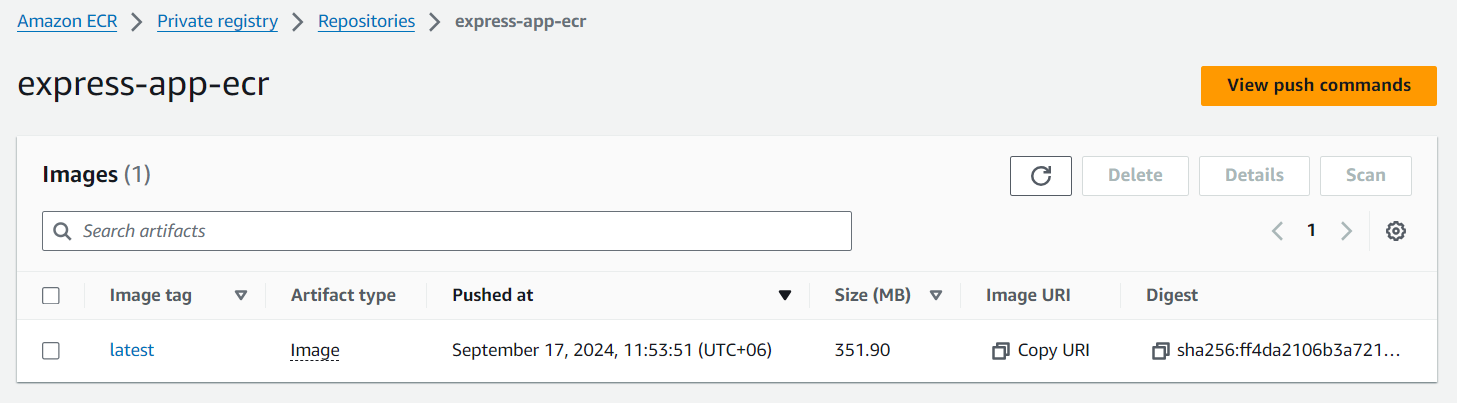 Amazon ECR > Private registry > Repositories > express-app-ecr
express-app-ecr
View push commands
Images (1)
Delete
Details
Scan
Search artifacts
1
Image tag Artifact type Pushed at Size (MB) Image URI Digest
latest Image September 17, 2024, 11:53:51 (UTC+06) 351.90 Copy URI sha256:ff4da2106b3a721...